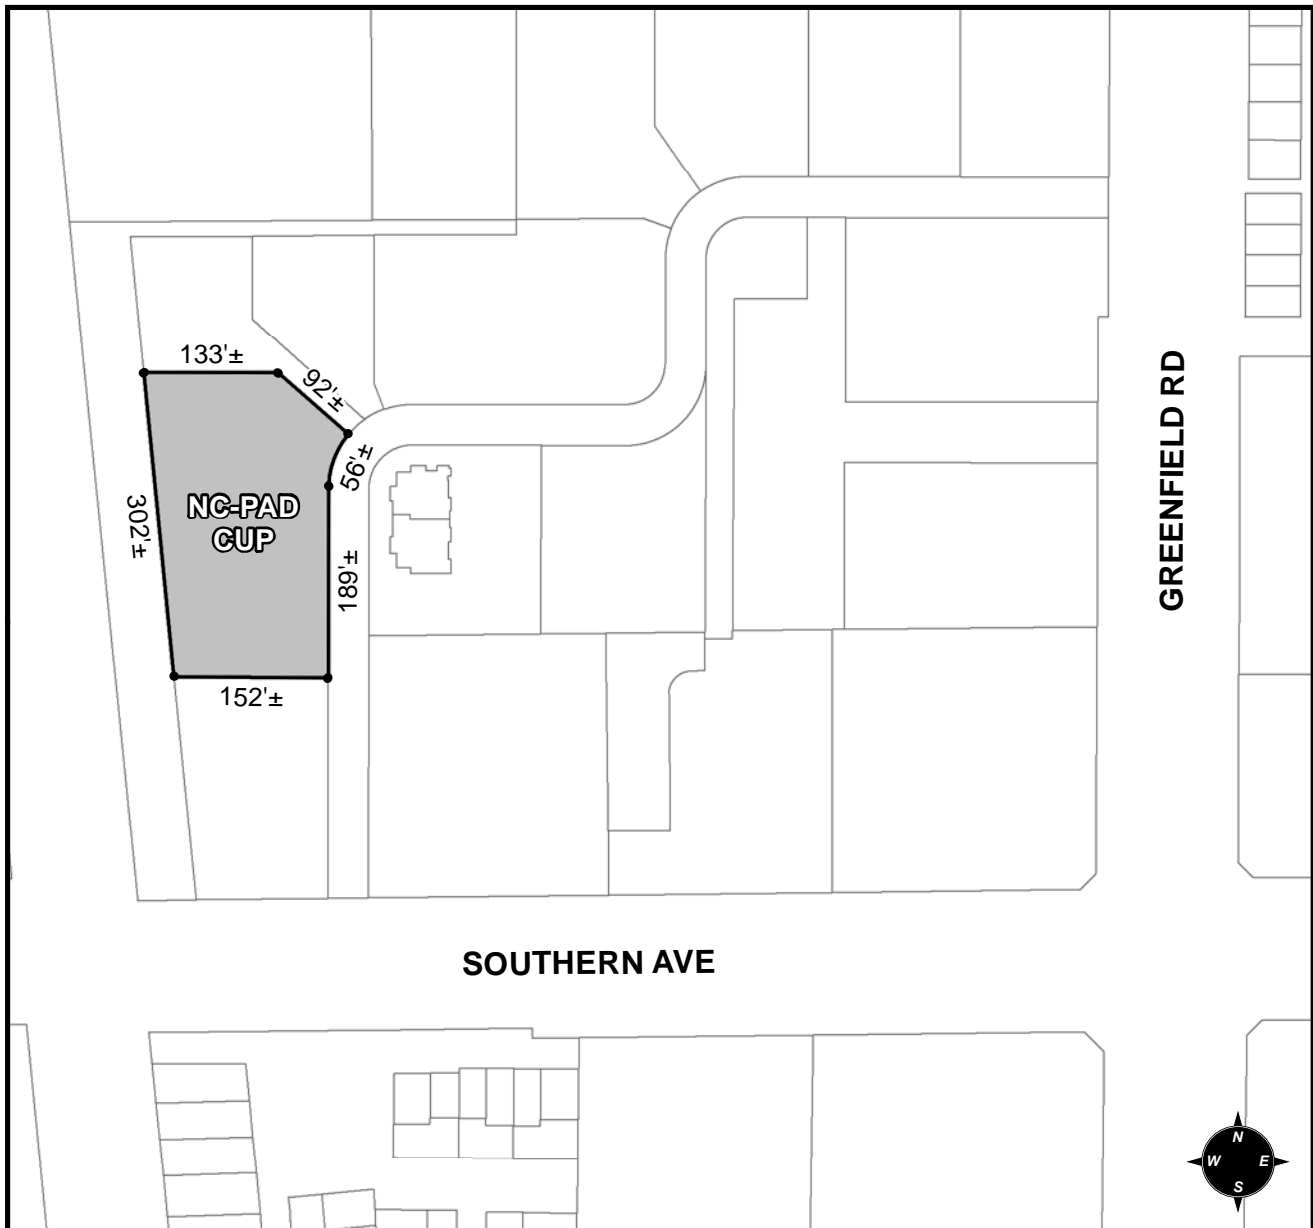 133'±
92'±
56'±
GREENFIELD RD
302'±
NC-PAD
CUP
189'±
152'±
SOUTHERN AVE
N
W E
S